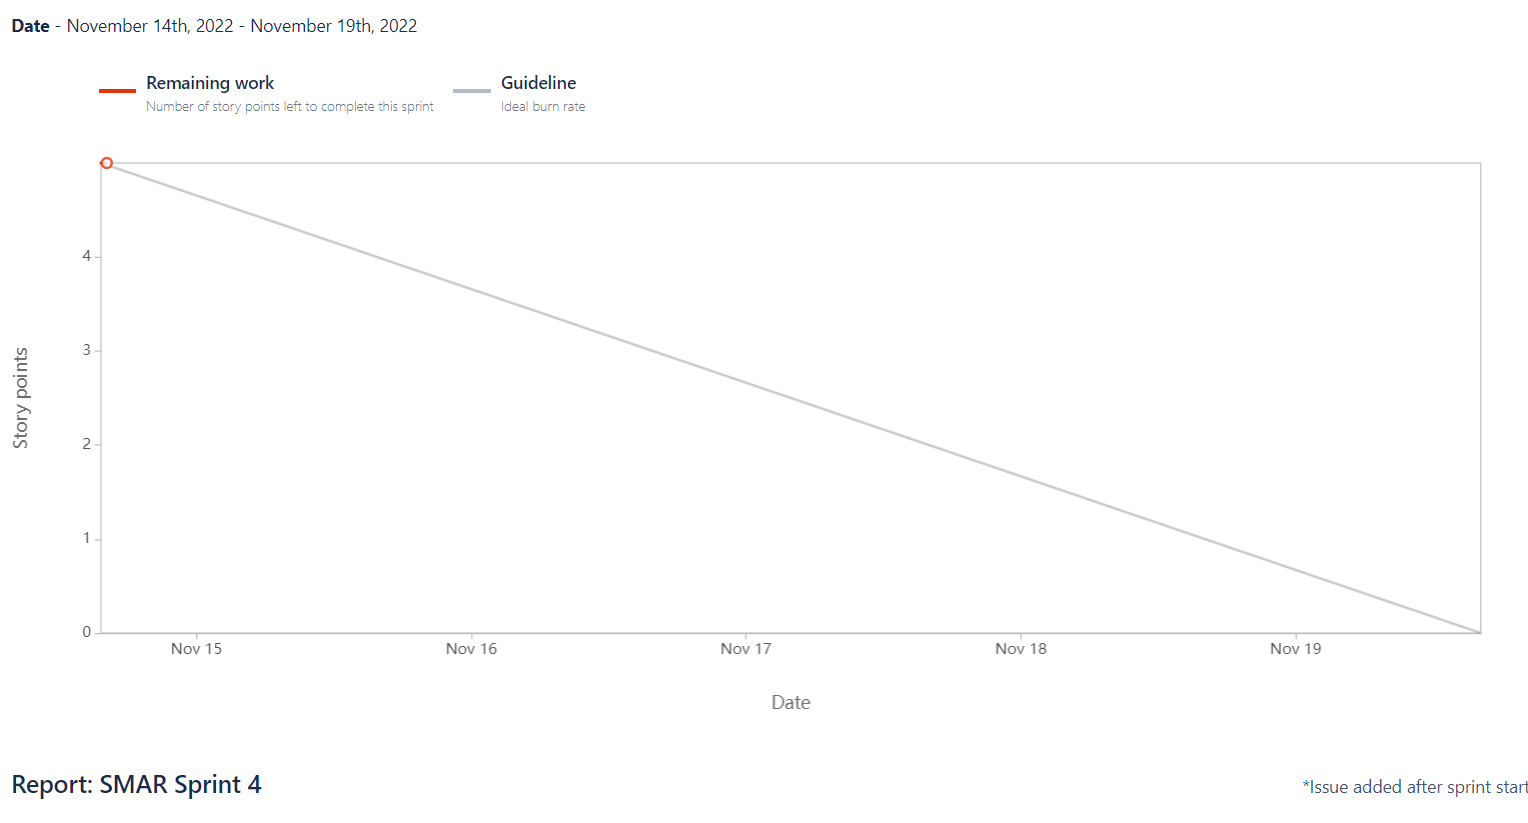 Date - November 14th, 2022 - November 19th, 2022
Remaining work
Number of story points left to complete this sprint
Guideline
Ideal burn rate
Story points
4
3
2
1
0
Nov 15
Nov 16
Nov 17
Nov 18
Nov 19
Date
Report: SMAR Sprint 4
*Issue added after sprint start